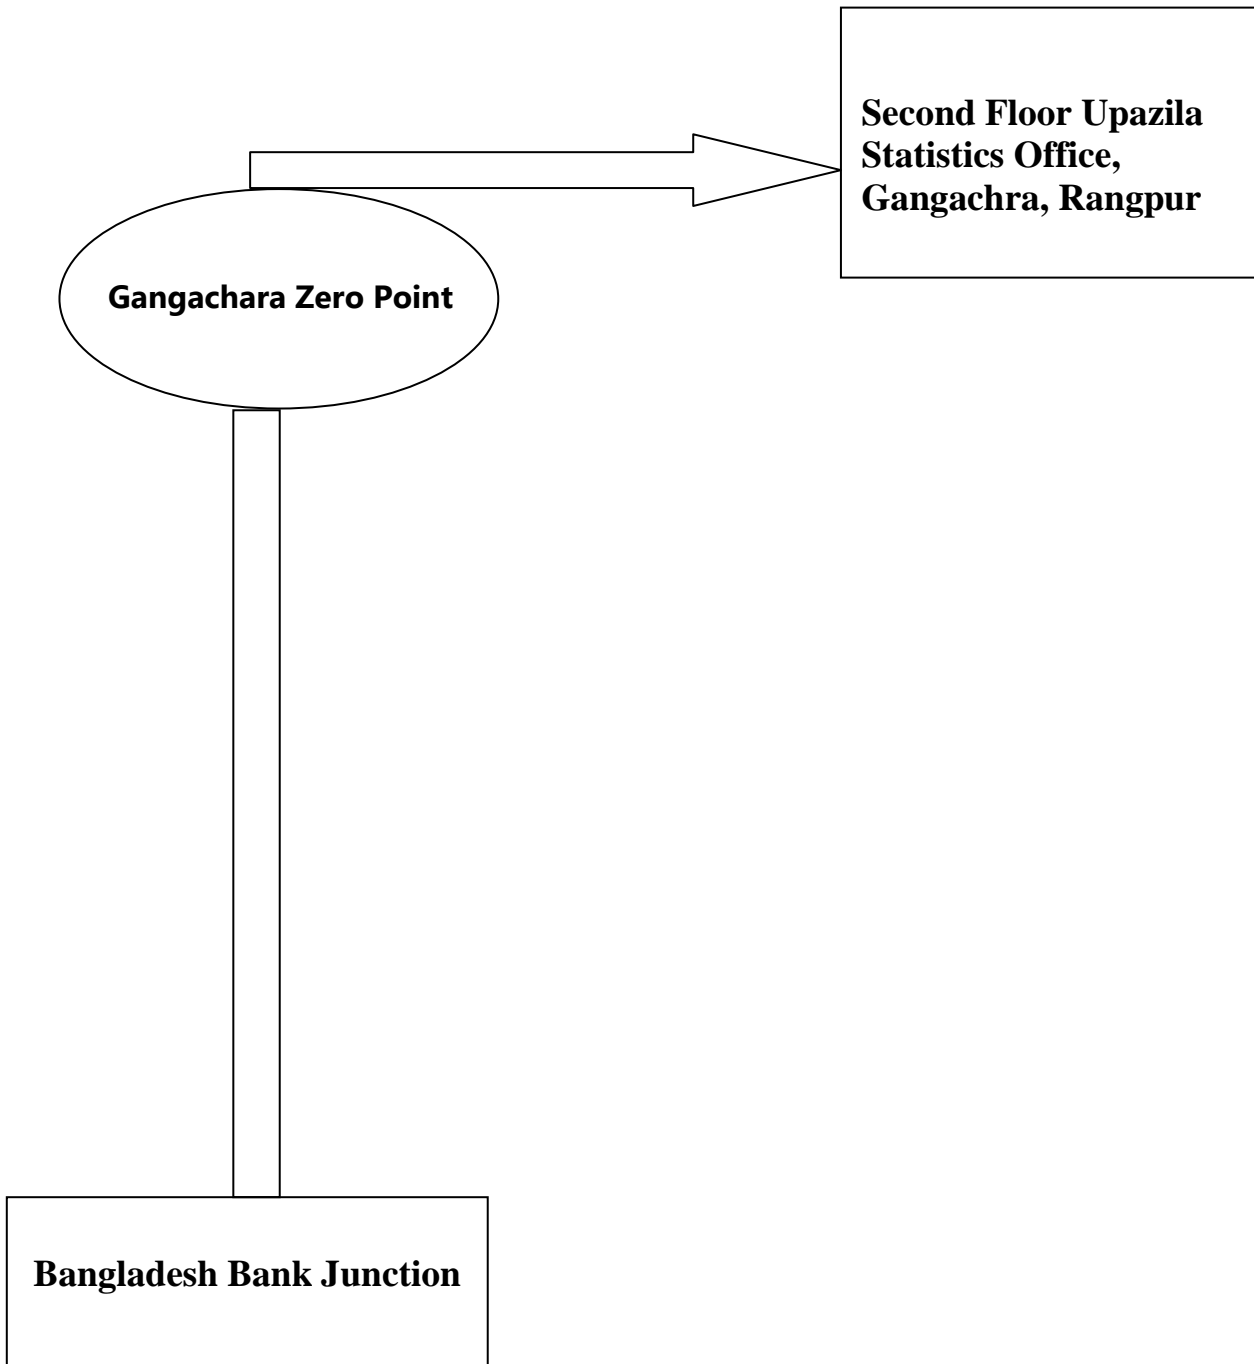 Second Floor Upazila
Statistics Office,
Gangachra, Rangpur
Gangachara Zero Point
Bangladesh Bank Junction